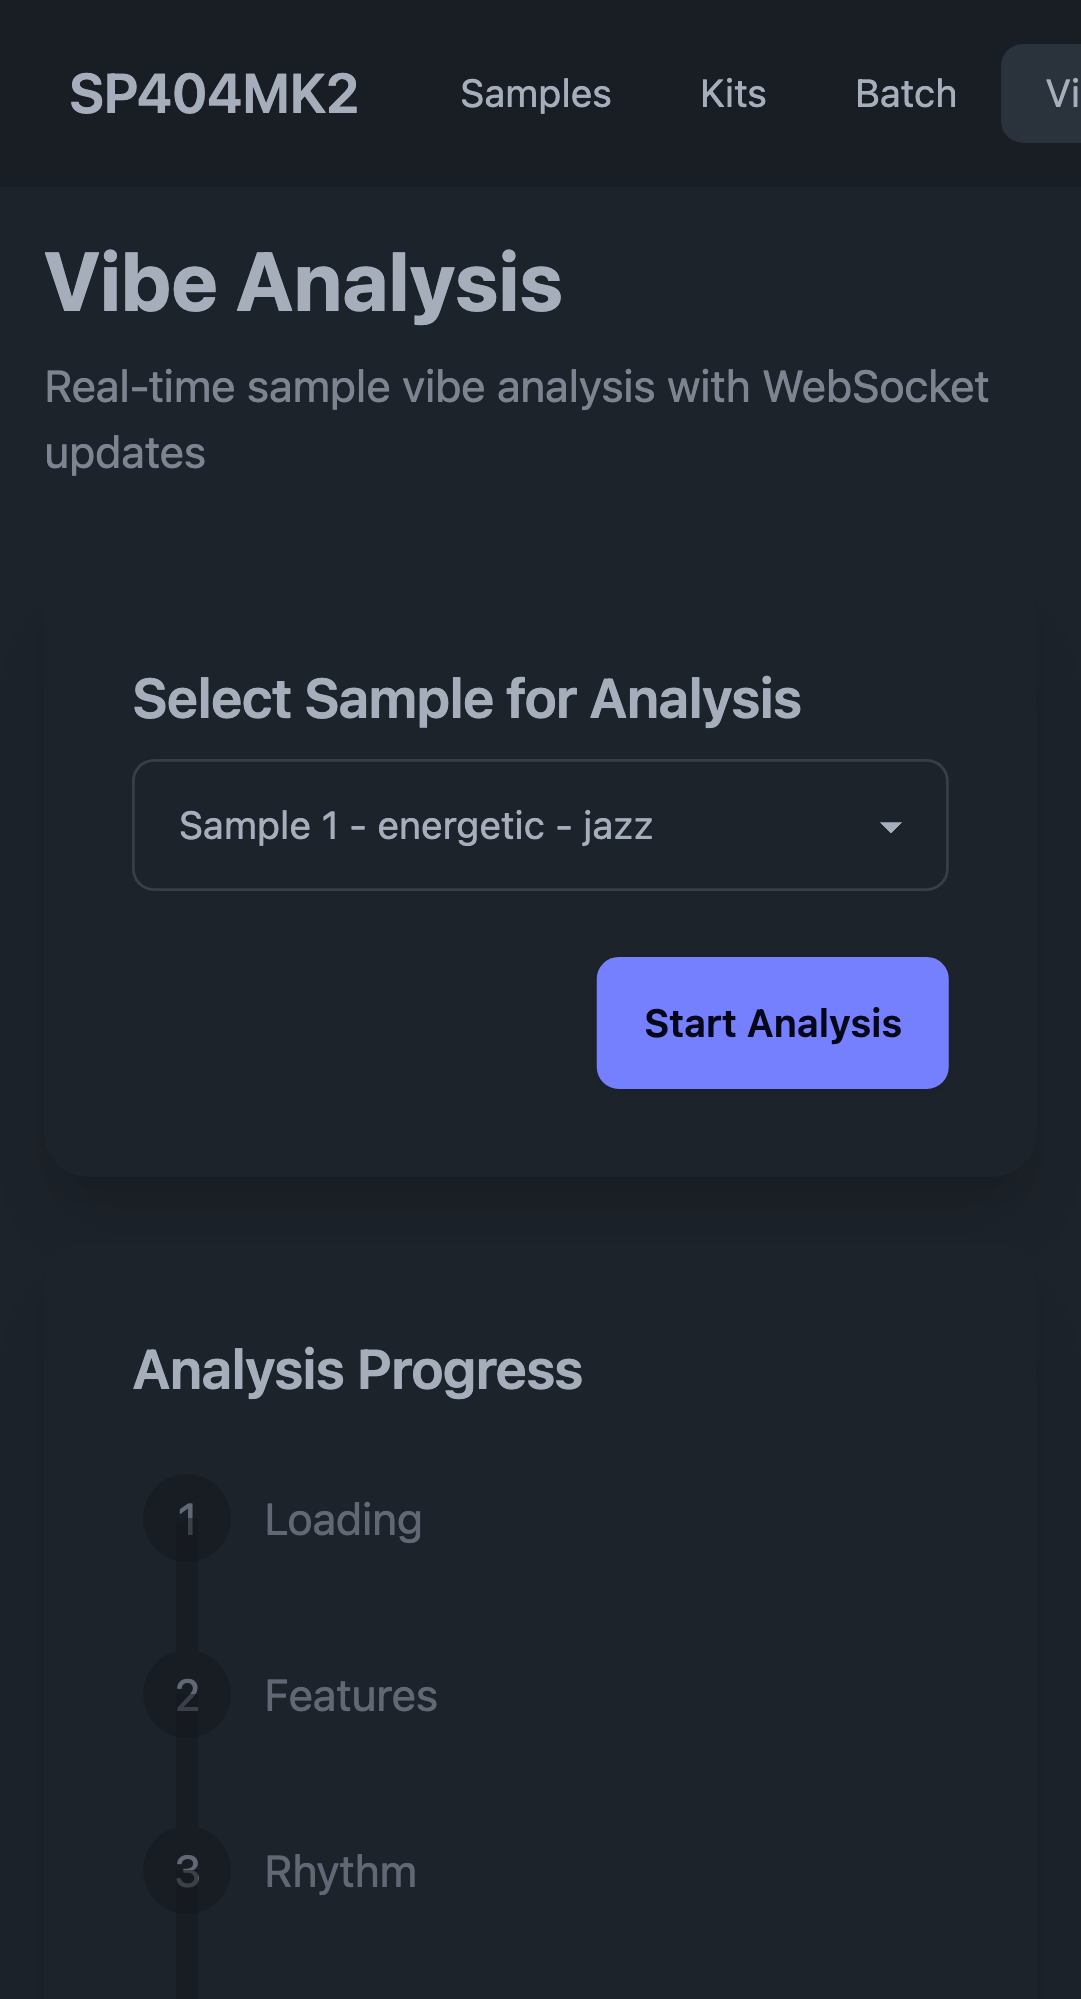 SP404MK2 Samples Kits Batch Vi
Vibe Analysis
Real-time sample vibe analysis with WebSocket
updates
Select Sample for Analysis
Sample 1 - energetic - jazz
Start Analysis
Analysis Progress
1 Loading
2 Features
3 Rhythm